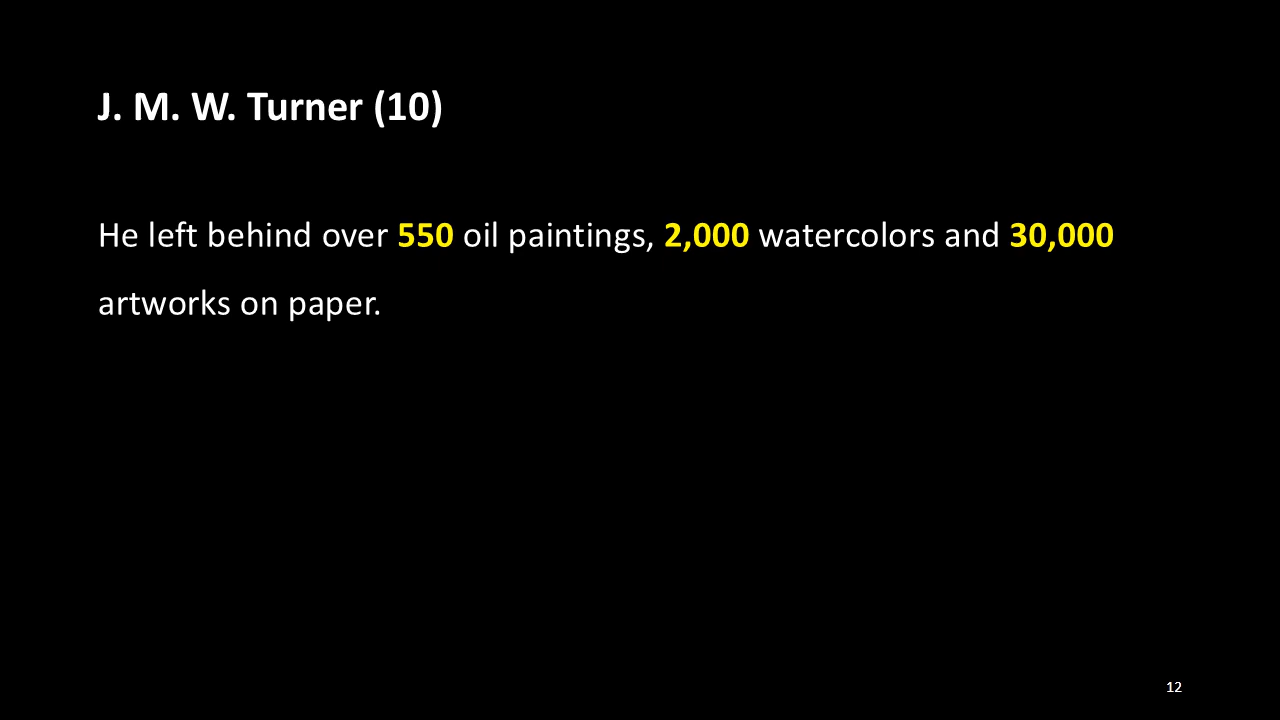 J. M. W. Turner (10)
He left behind over 550 oil paintings, 2,000 watercolors and 30,000
artworks on paper.
12